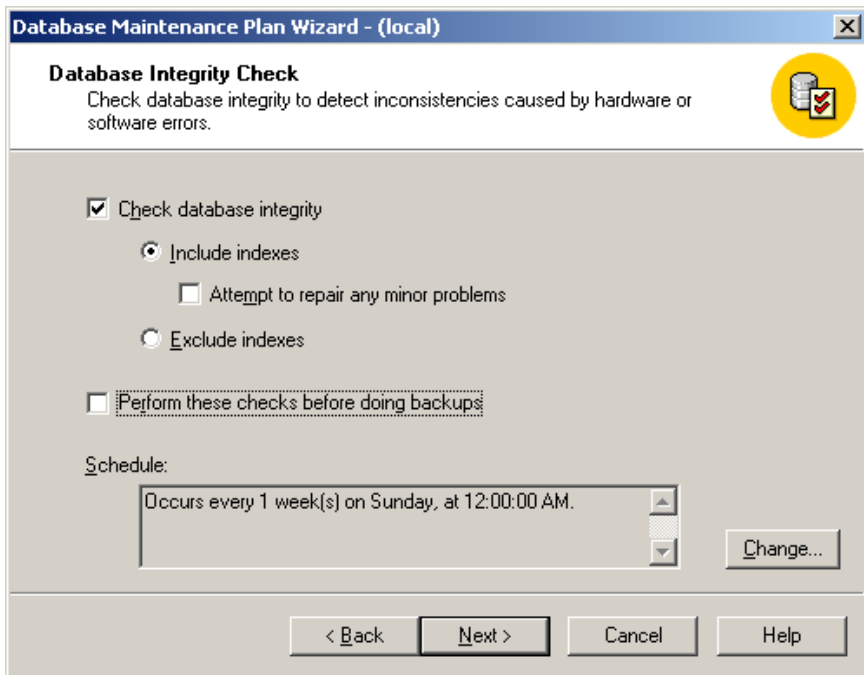 Database Maintenance Plan Wizard - (local)
Database Integrity Check
Check database integrity to detect inconsistencies caused by hardware or
software errors.
Check database integrity
Include indexes
Attempt to repair any minor problems
Exclude indexes
Perform these checks before doing backups
Schedule:
Occurs every 1 week(s) on Sunday, at 12:00:00 AM.
Change...
< Back
Next >
Cancel
Help